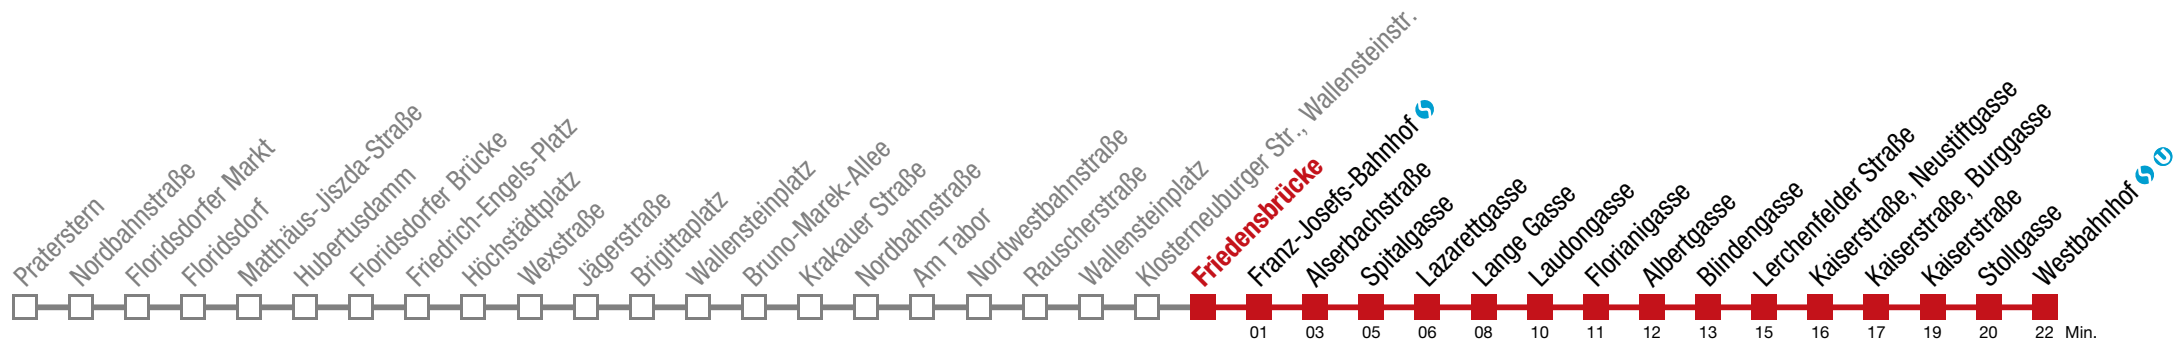 Praterstern
Nordbahnstraße
Floridsdorfer Markt
Floridsdorf
Matthäus-Jiszda-Straße
Hubertusdamm
Floridsdorfer Brücke
Friedrich-Engels-Platz
Höchstädtplatz
Wexstraße
Jägerstraße
Brigittaplatz
Wallensteinplatz
Bruno-Marek-Allee
Krakauer Straße
Nordbahnstraße
Am Tabor
Nordwestbahnstraße
Rauscherstraße
Wallensteinplatz
Klosterneuburger Str., Wallensteinstr.
Friedensbrücke
Franz-Josefs-Bahnhof
Alserbachstraße
Spitalgasse
Lazarettgasse
Lange Gasse
Laudongasse
Florianigasse
Albertgasse
Blindengasse
Lerchenfelder Straße
Kaiserstraße, Neustiftgasse
Kaiserstraße, Burggasse
Kaiserstraße
Stollgasse
Westbahnhof U
01 03 05 06 08 10 11 12 13 15 16 17 19 20 22 Min.